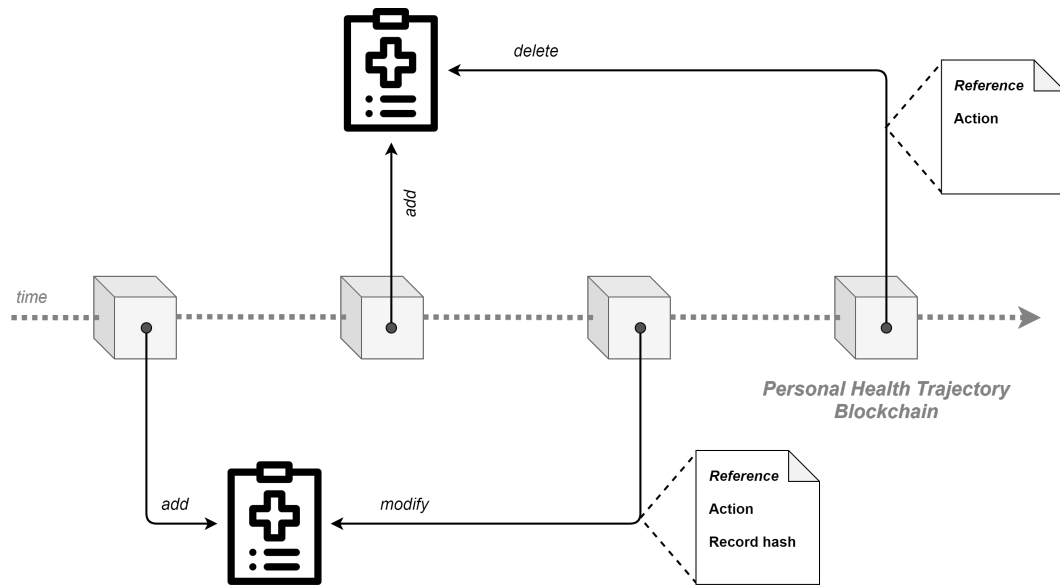 delete
Reference
Action
add
time
Personal Health Trajectory
Blockchain
add
modify
Reference
Action
Record hash